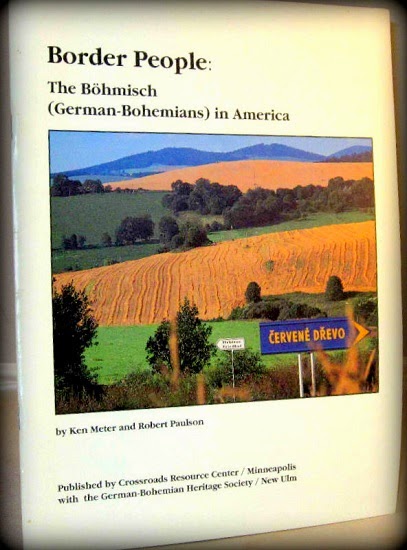 Border People:
The Böhmisch
(German-Bohemians) in America
ČERVENÉ DŘEVO
by Ken Meter and Robert Paulson
Published by Crossroads Resource Center / Minneapolis
with the German-Bohemian Heritage Society / New Ulm